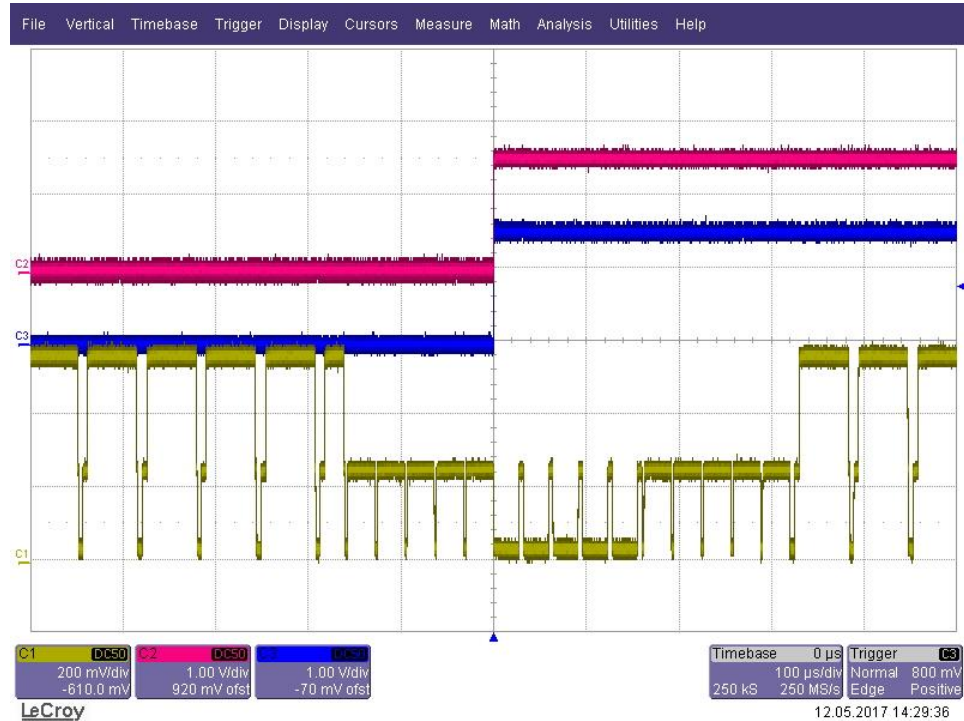 File Vertical Timebase Trigger Display Cursors Measure Math Analysis Utilities Help
C2
C3
C1
C1 DC50 C2 DC50 C3 DC50 Timebase 0 µs Trigger C3
200 mV/div 1.00 V/div 1.00 V/div 100 µs/div Normal 800 mV
-610.0 mV 920 mV ofst -70 mV ofst 250 kS 250 MS/s Edge Positive
LeCroy 12.05.2017 14:29:36